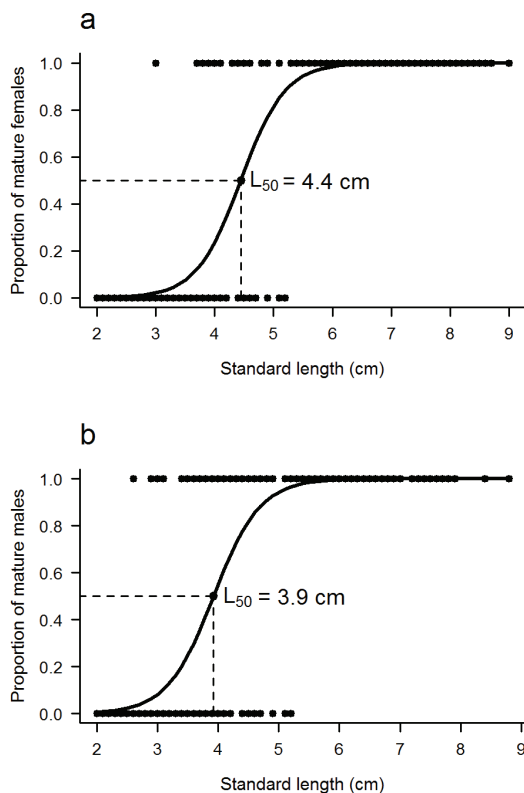 a
Proportion of mature females
1.0
0.8
0.6
0.4
0.2
0.0
L50 = 4.4 cm
2 3 4 5 6 7 8 9
Standard length (cm)
b
Proportion of mature males
1.0
0.8
0.6
0.4
0.2
0.0
L50 = 3.9 cm
2 3 4 5 6 7 8 9
Standard length (cm)